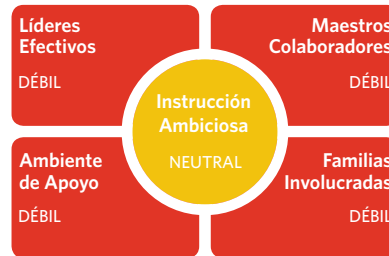 Líderes
Efectivos
DÉBIL
Maestros
Colaboradores
DÉBIL
Instrucción
Ambiciosa
NEUTRAL
Ambiente
de Apoyo
DÉBIL
Familias
Involucradas
DÉBIL